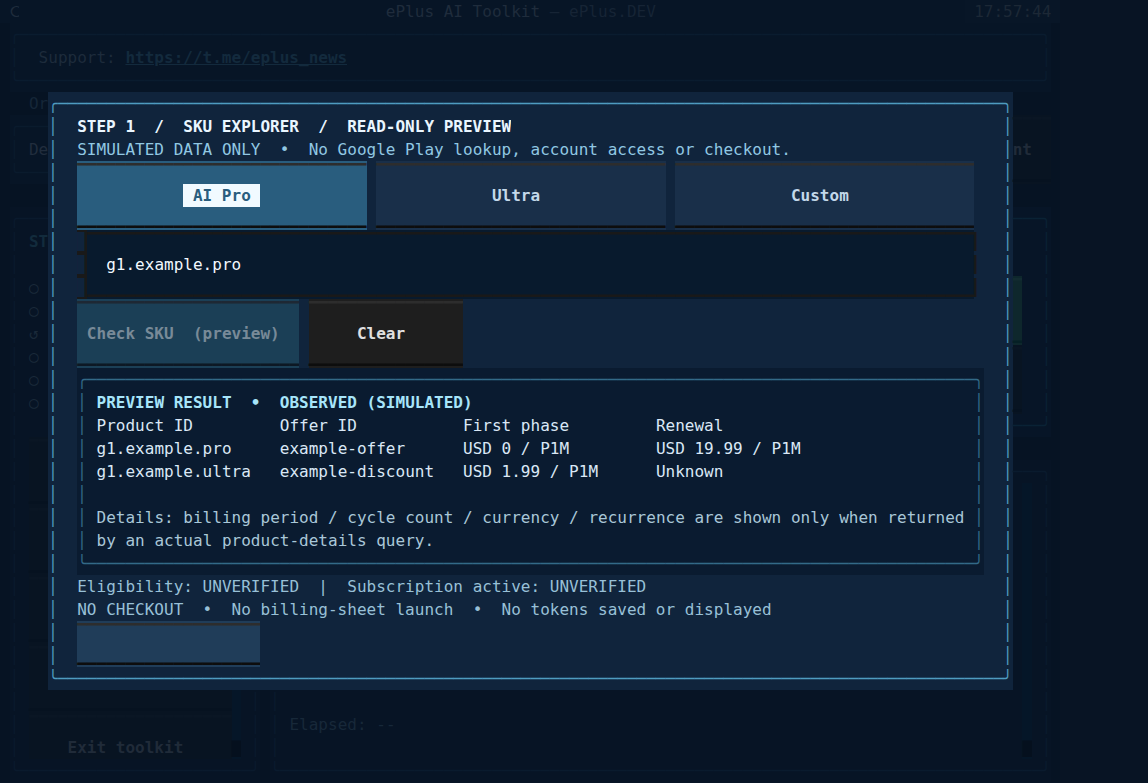 ePlus AI Toolkit — ePlus.DEV 17:57:44
Support: https://t.me/eplus_news
STEP 1 / SKU EXPLORER / READ-ONLY PREVIEW
SIMULATED DATA ONLY • No Google Play lookup, account access or checkout.
AI Pro Ultra Custom
g1.example.pro
Check SKU (preview) Clear
PREVIEW RESULT • OBSERVED (SIMULATED)
Product ID Offer ID First phase Renewal
g1.example.pro example-offer USD 0 / P1M USD 19.99 / P1M
g1.example.ultra example-discount USD 1.99 / P1M Unknown
Details: billing period / cycle count / currency / recurrence are shown only when returned
by an actual product-details query.
Eligibility: UNVERIFIED | Subscription active: UNVERIFIED
NO CHECKOUT • No billing-sheet launch • No tokens saved or displayed
Elapsed: --
Exit toolkit